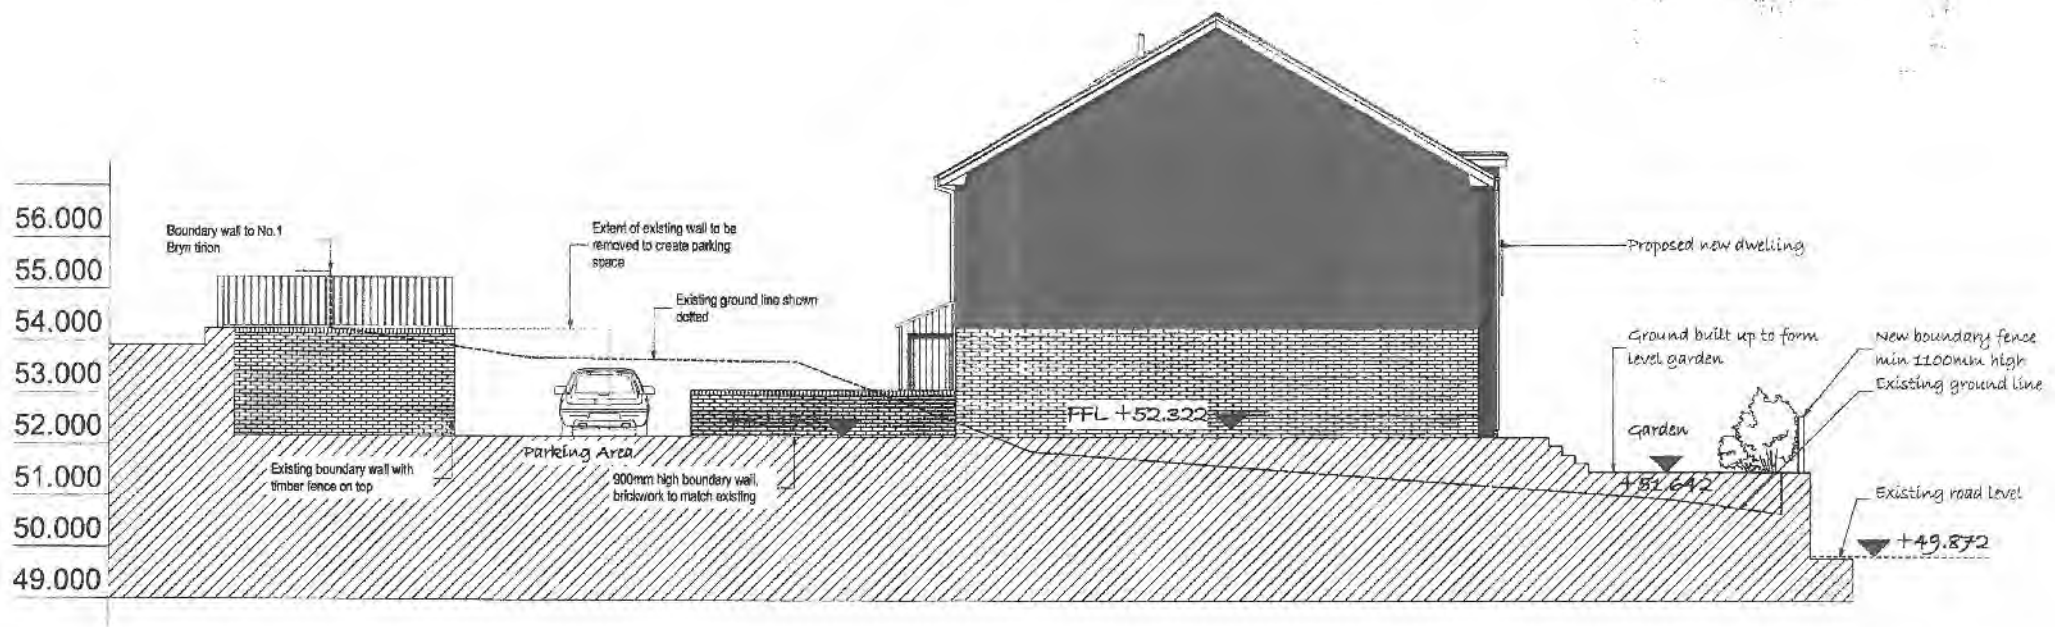 56.000
55.000
54.000
53.000
52.000
51.000
50.000
49.000
Boundary wall to No.1
Bryn tirion
Extent of existing wall to be
removed to create parking
space
Existing ground line shown
dotted
Existing boundary wall with
timber fence on top
Parking Area
900mm high boundary wall,
brickwork to match existing
FFL +52.322
Proposed new dwelling
Ground built up to form
level garden
New boundary fence
min 1100mm high
Existing ground line
Garden
+51.642
Existing road level
+49.872